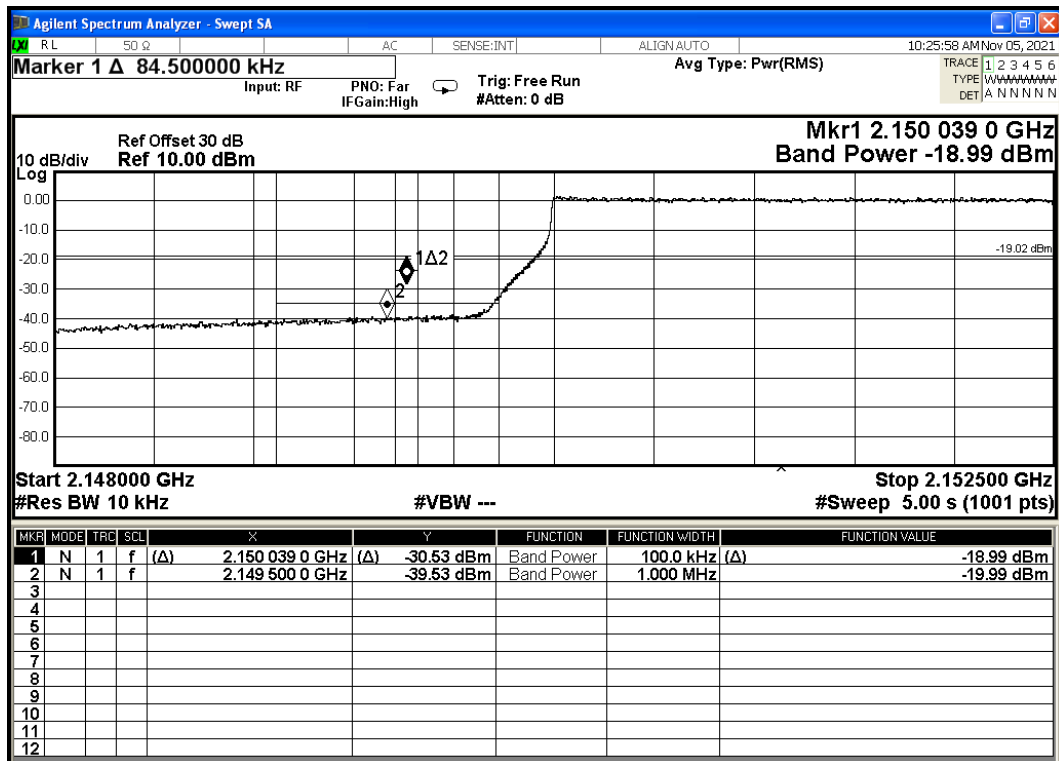 Agilent Spectrum Analyzer - Swept SA
LXI RL 50 Ω AC SENSE:INT ALIGN AUTO 10:25:58 AM Nov 05, 2021
Marker 1 Δ 84.500000 kHz
Input: RF
PNO: Far
IFGain:High
Trig: Free Run
#Atten: 0 dB
Avg Type: Pwr(RMS)
TRACE 1 2 3 4 5 6
TYPE
DET A N N N N N
Ref Offset 30 dB
10 dB/div Ref 10.00 dBm
Log
Mkr1 2.150 039 0 GHz
Band Power -18.99 dBm
0.00
-10.0
-19.02 dBm
-20.0
1Δ2
-30.0
2
-40.0
-50.0
-60.0
-70.0
-80.0
Start 2.148000 GHz Stop 2.152500 GHz
#Res BW 10 kHz #VBW --- #Sweep 5.00 s (1001 pts)
MKR MODE TRC SCL X Y FUNCTION FUNCTION WIDTH FUNCTION VALUE
1 N 1 f (Δ) 2.150 039 0 GHz (Δ) -30.53 dBm Band Power 100.0 kHz (Δ) -18.99 dBm
2 N 1 f 2.149 500 0 GHz -39.53 dBm Band Power 1.000 MHz -19.99 dBm
3
4
5
6
7
8
9
10
11
12